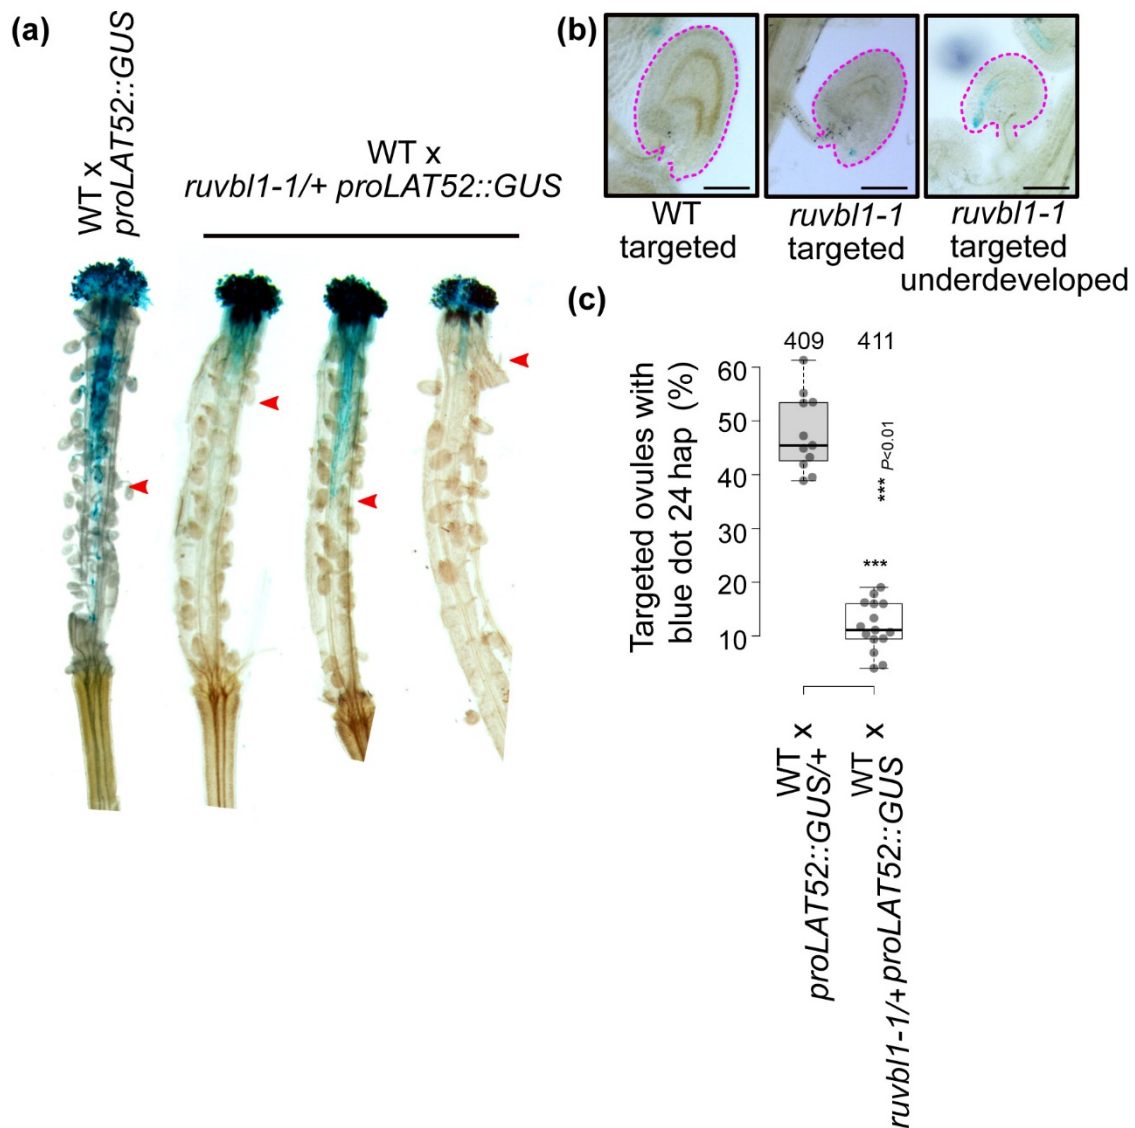 (a)
WT x
proLAT52::GUS
WT x
ruvbl1-1/+ proLAT52::GUS
(b)
WT
targeted
ruvbl1-1
targeted
ruvbl1-1
targeted
underdeveloped
(c)
409
411
Targeted ovules with
blue dot 24 hap (%)
60
50
40
30
20
10
*** P<0.01
***
WT x
proLAT52::GUS/+
WT x
ruvbl1-1/+ proLAT52::GUS